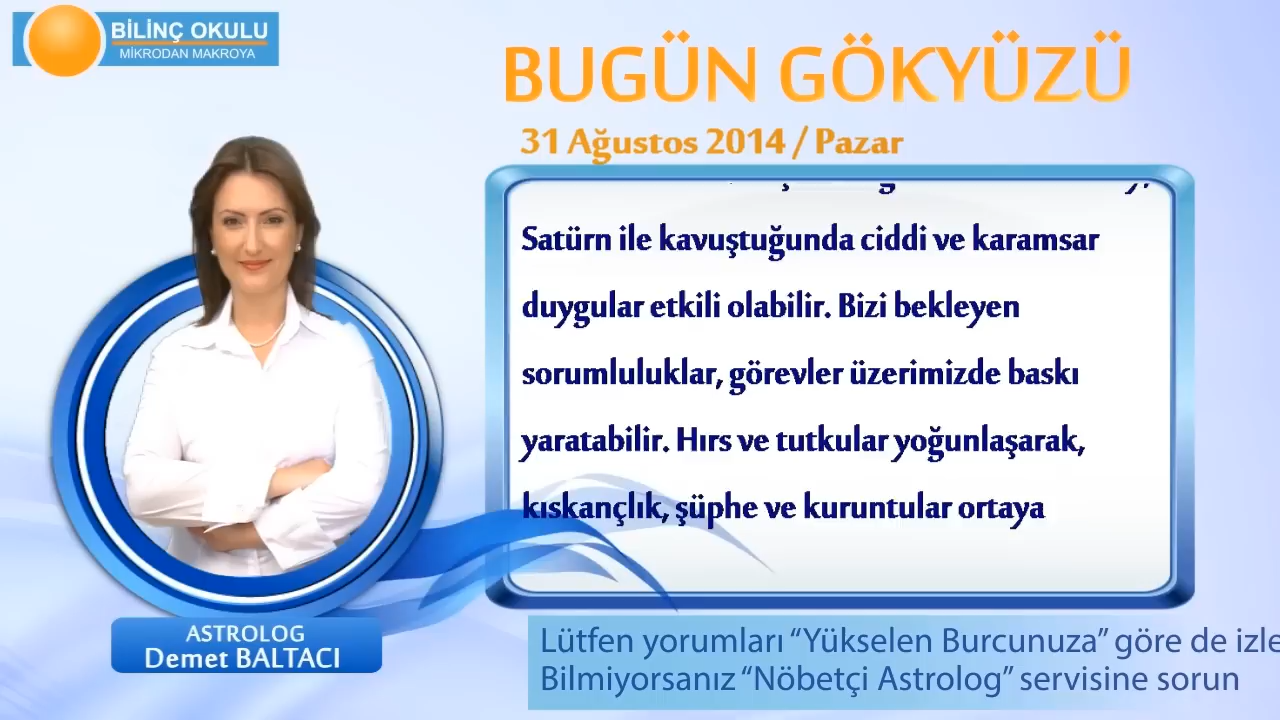 BİLİNÇ OKULU
MİKRODAN MAKROYA
BUGÜN GÖKYÜZÜ
31 Ağustos 2014 / Pazar
Satürn ile kavuştuğunda ciddi ve karamsar
duygular etkili olabilir. Bizi bekleyen
sorumluluklar, görevler üzerimizde baskı
yaratabilir. Hırs ve tutkular yoğunlaşarak,
kıskançlık, şüphe ve kuruntular ortaya
ASTROLOG
Demet BALTACI
Lütfen yorumları “Yükselen Burcunuza” göre de izle
Bilmiyorsanız “Nöbetçi Astrolog” servisine sorun